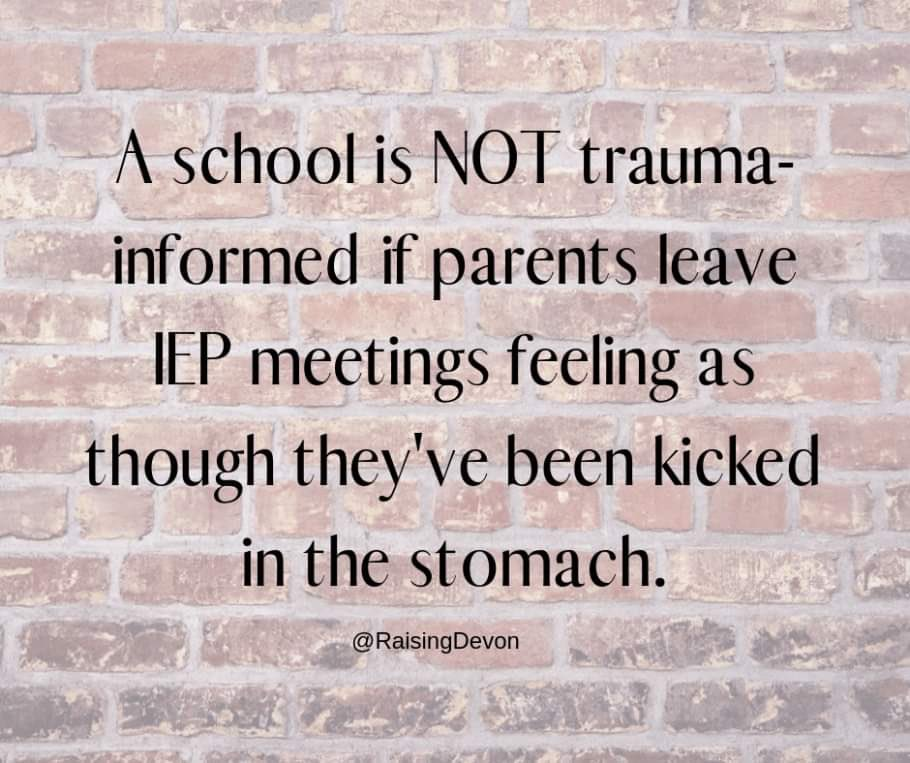 A school is NOT trauma-
informed if parents leave
IEP meetings feeling as
though they've been kicked
in the stomach.
@RaisingDevon